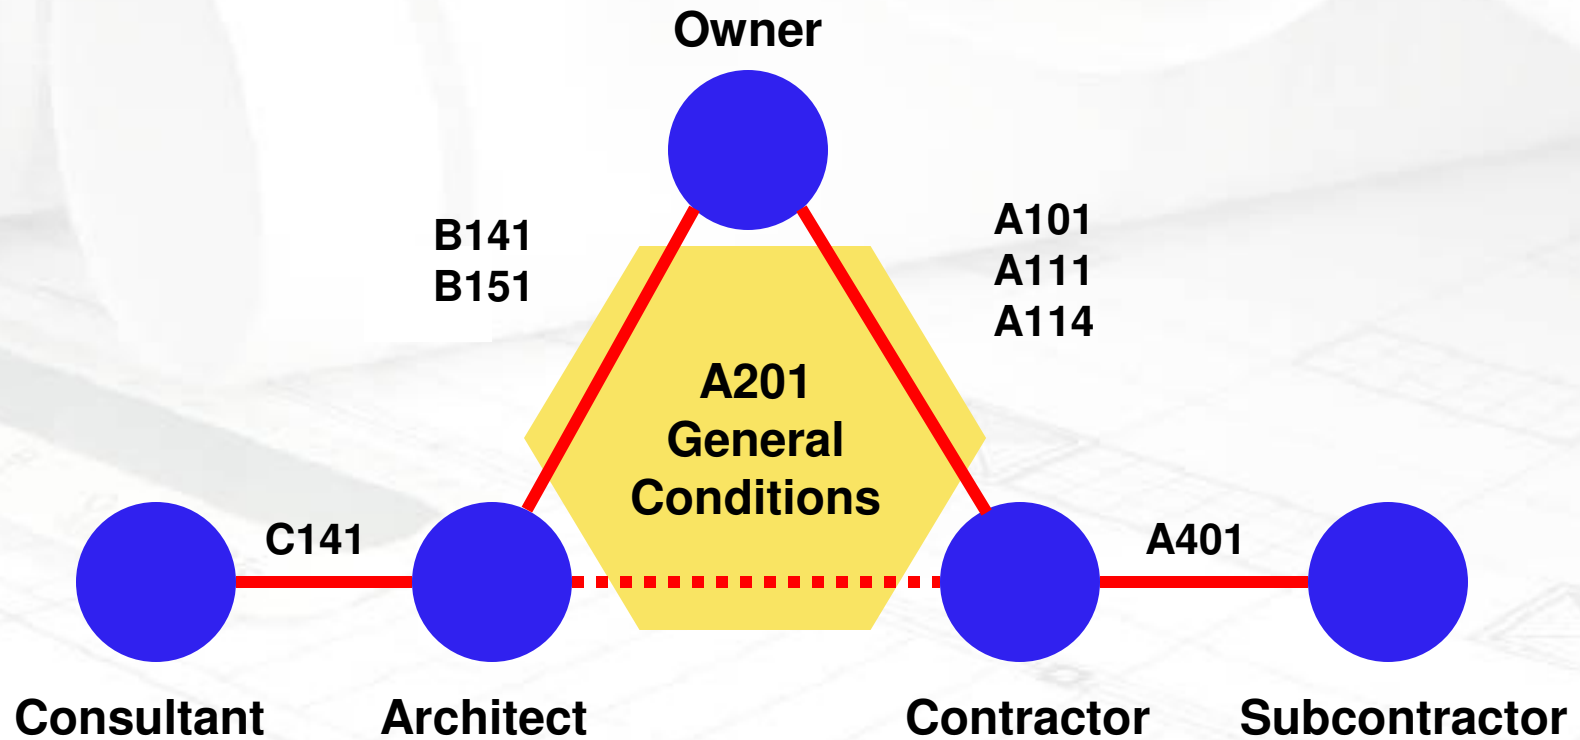 Owner
B141
B151
A101
A111
A114
A201
General
Conditions
C141
A401
Consultant
Architect
Contractor
Subcontractor